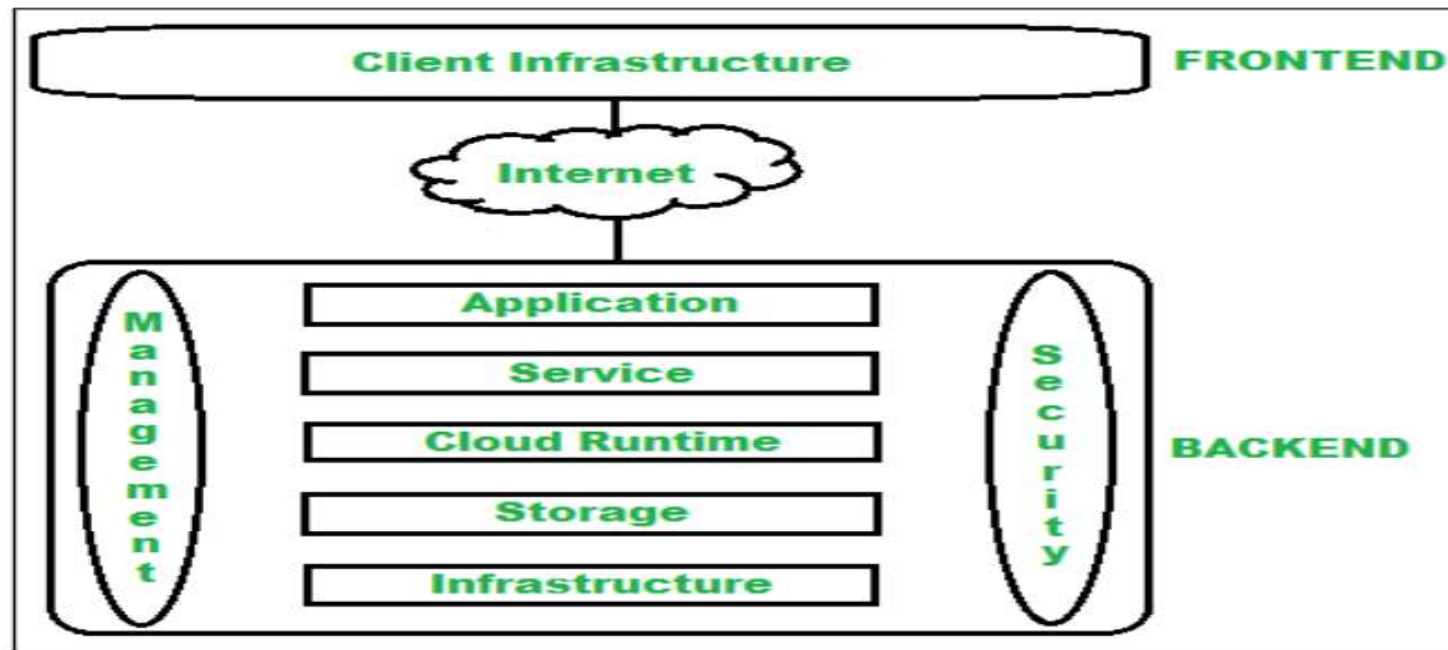 Client Infrastructure
FRONTEND
Internet
Management
Application
Service
Cloud Runtime
Storage
Infrastructure
Security
BACKEND